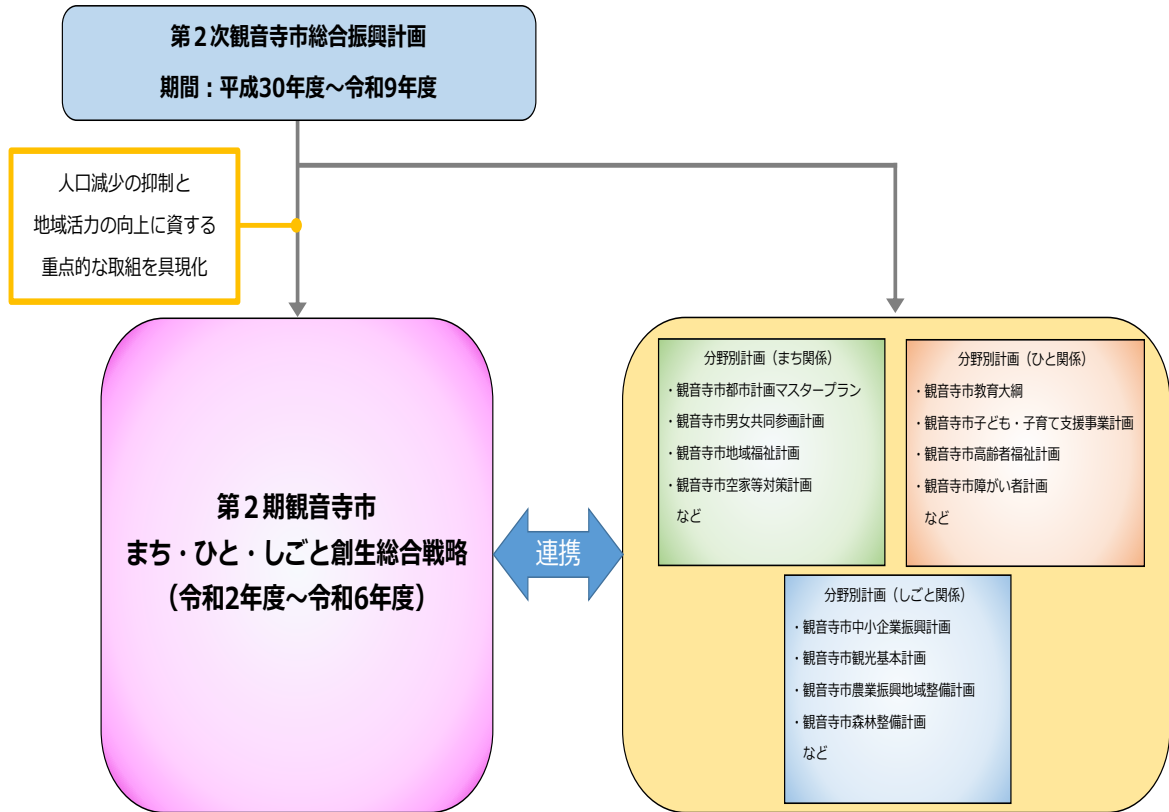 第２次観音寺市総合振興計画
期間：平成30年度～令和9年度
人口減少の抑制と
地域活力の向上に資する
重点的な取組を具現化
第２期観音寺市
まち・ひと・しごと創生総合戦略
（令和2年度～令和6年度）
連携
分野別計画（まち関係）
・観音寺市都市計画マスタープラン
・観音寺市男女共同参画計画
・観音寺市地域福祉計画
・観音寺市空家等対策計画
など
分野別計画（ひと関係）
・観音寺市教育大綱
・観音寺市子ども・子育て支援事業計画
・観音寺市高齢者福祉計画
・観音寺市障がい者計画
など
分野別計画（しごと関係）
・観音寺市中小企業振興計画
・観音寺市観光基本計画
・観音寺市農業振興地域整備計画
・観音寺市森林整備計画
など